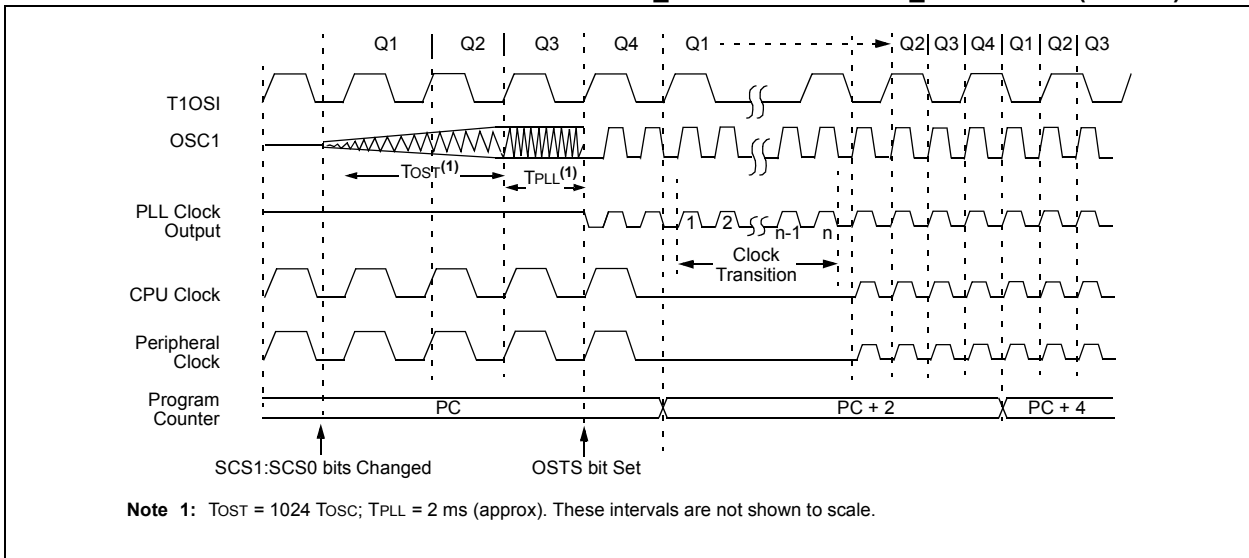 Q1 Q2 Q3 Q4 Q1 Q2 Q3 Q4 Q1 Q2 Q3
T1OSI
OSC1
TOST(1)
TPLL(1)
PLL Clock
Output
1 2 n-1 n
Clock
Transition
CPU Clock
Peripheral
Clock
Program
Counter
PC PC + 2 PC + 4
SCS1:SCS0 bits Changed OSTS bit Set
Note 1: TOST = 1024 TOSC; TPLL = 2 ms (approx). These intervals are not shown to scale.